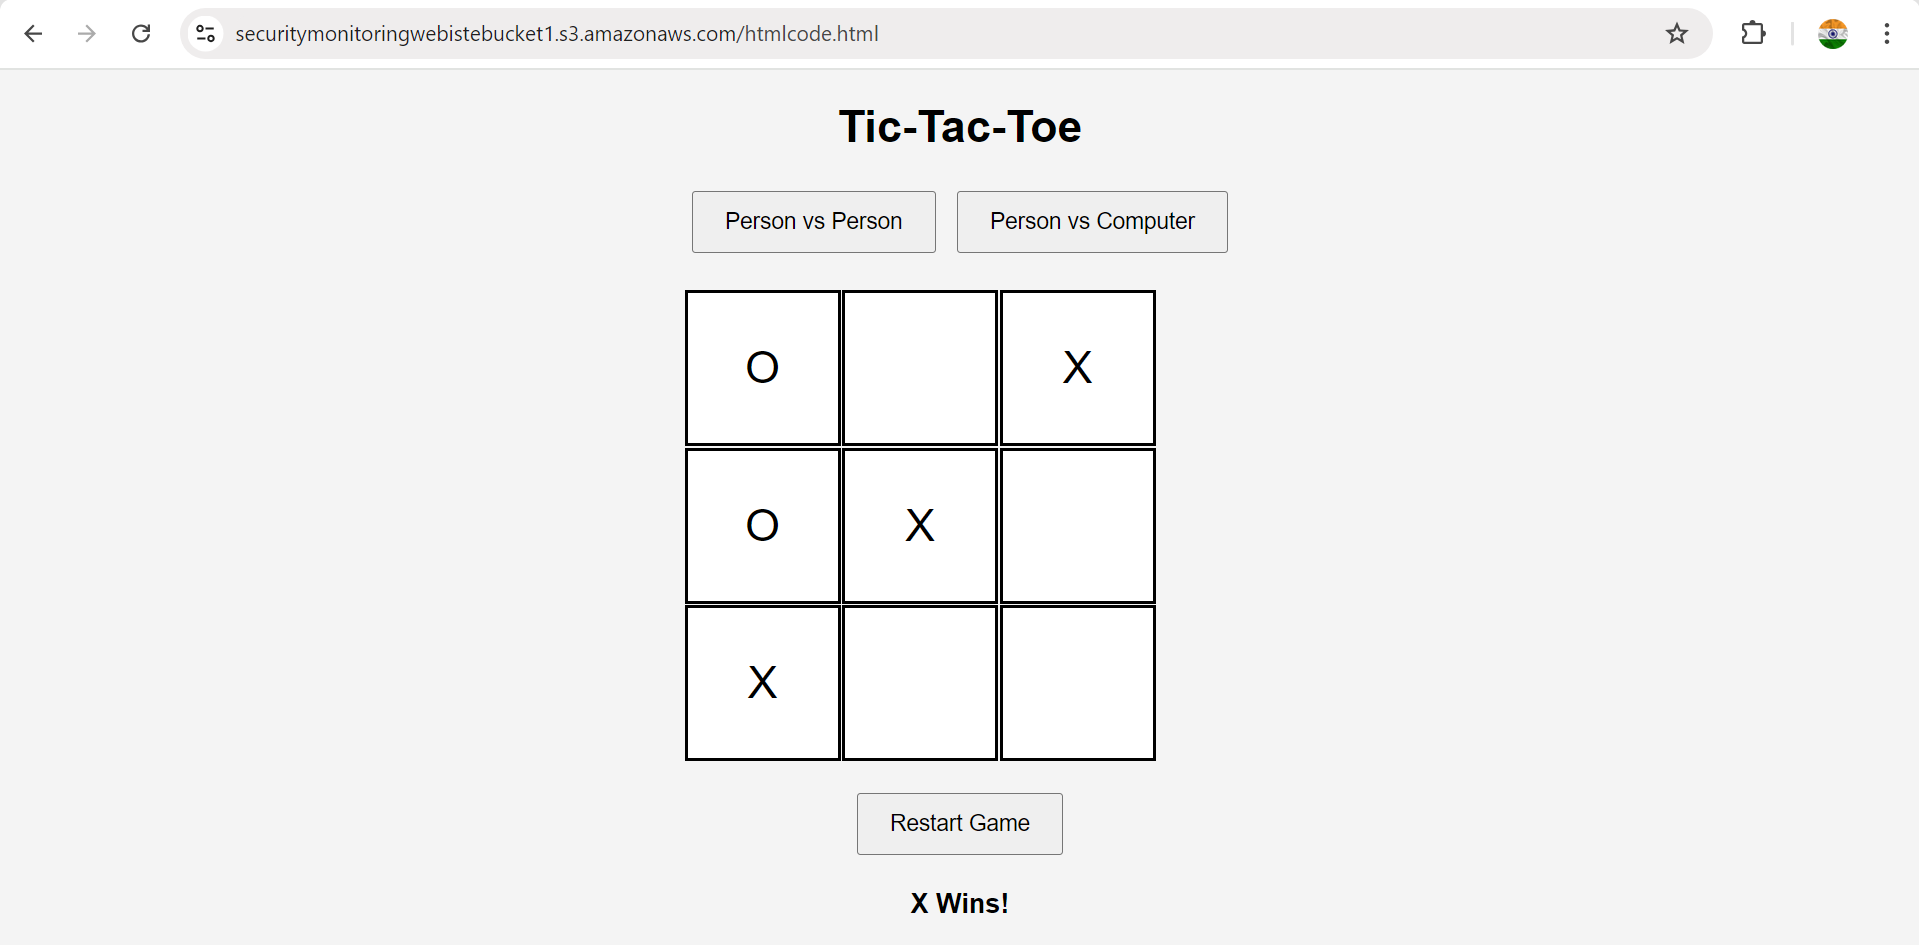 securitymonitoringwebistebucket1.s3.amazonaws.com/htmlcode.html
Tic-Tac-Toe
Person vs Person Person vs Computer
O X
O X
X
Restart Game
X Wins!